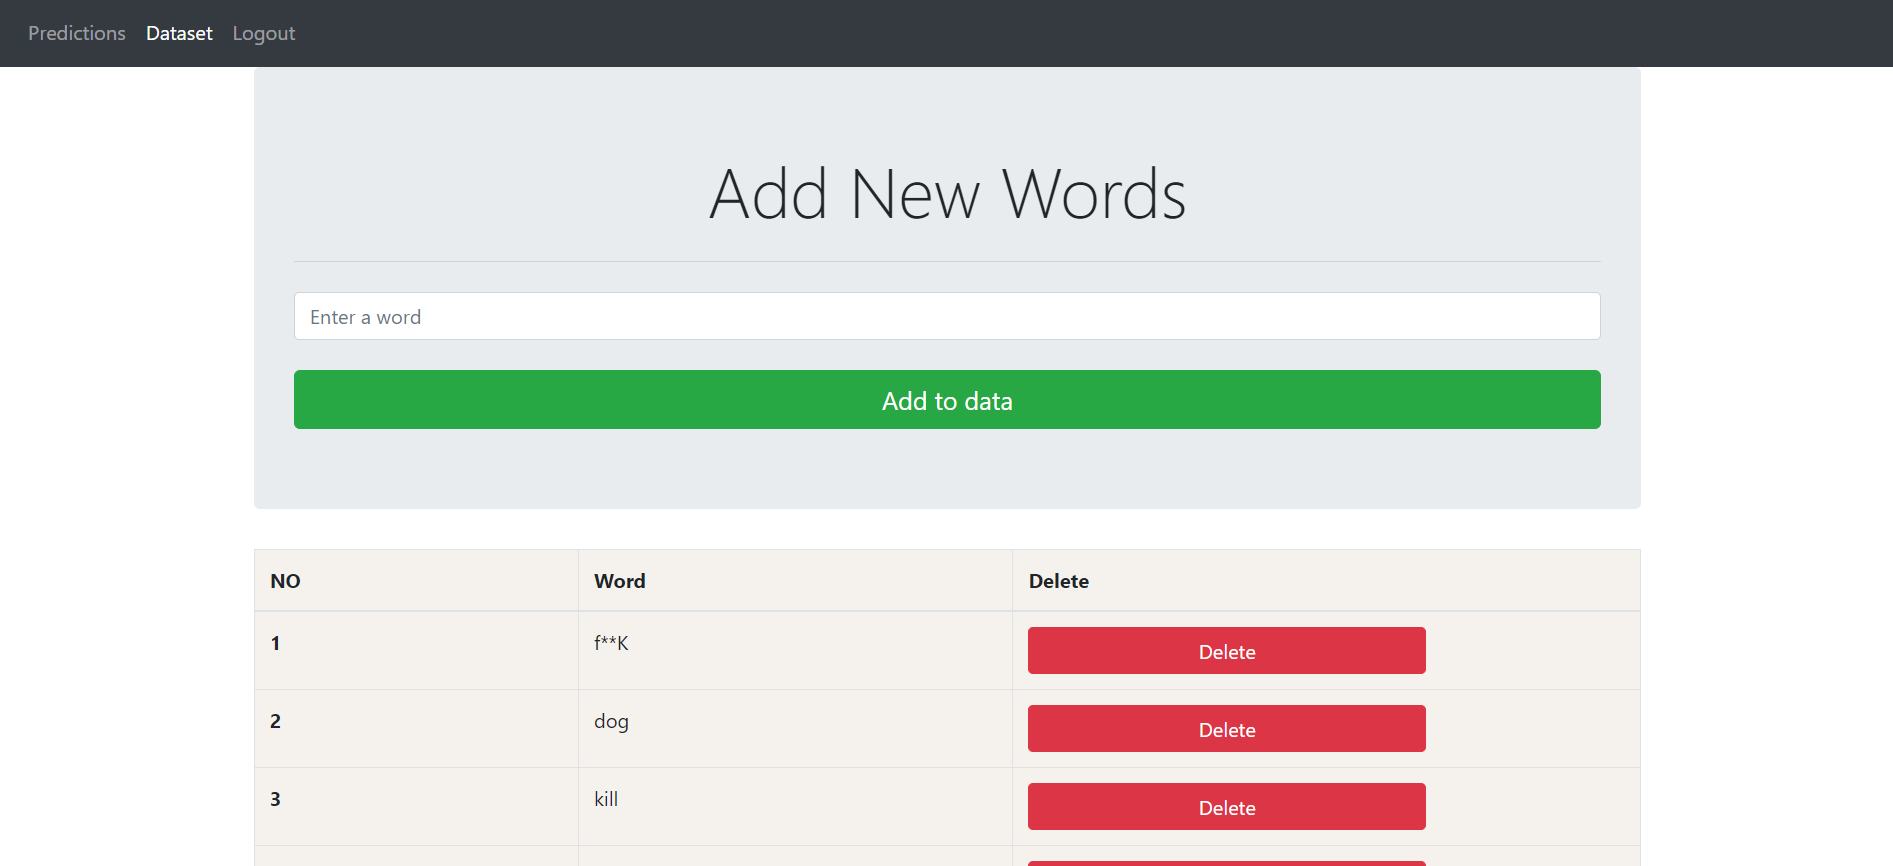 Predictions Dataset Logout
Add New Words
Enter a word
Add to data
NO Word Delete
1 f**K Delete
2 dog Delete
3 kill Delete